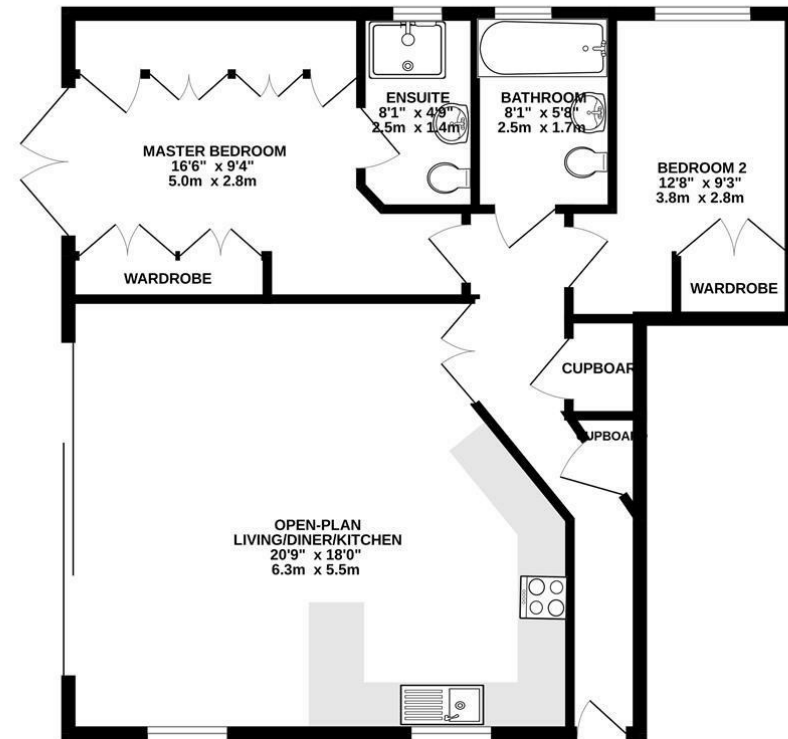 ENSUITE
8'1" x 4'9"
2.5m x 1.4m
BATHROOM
8'1" x 5'8"
2.5m x 1.7m
MASTER BEDROOM
16'6" x 9'4"
5.0m x 2.8m
BEDROOM 2
12'8" x 9'3"
3.8m x 2.8m
WARDROBE
WARDROBE
CUPBOARD
CUPBOARD
OPEN-PLAN
LIVING/DINER/KITCHEN
20'9" x 18'0"
6.3m x 5.5m